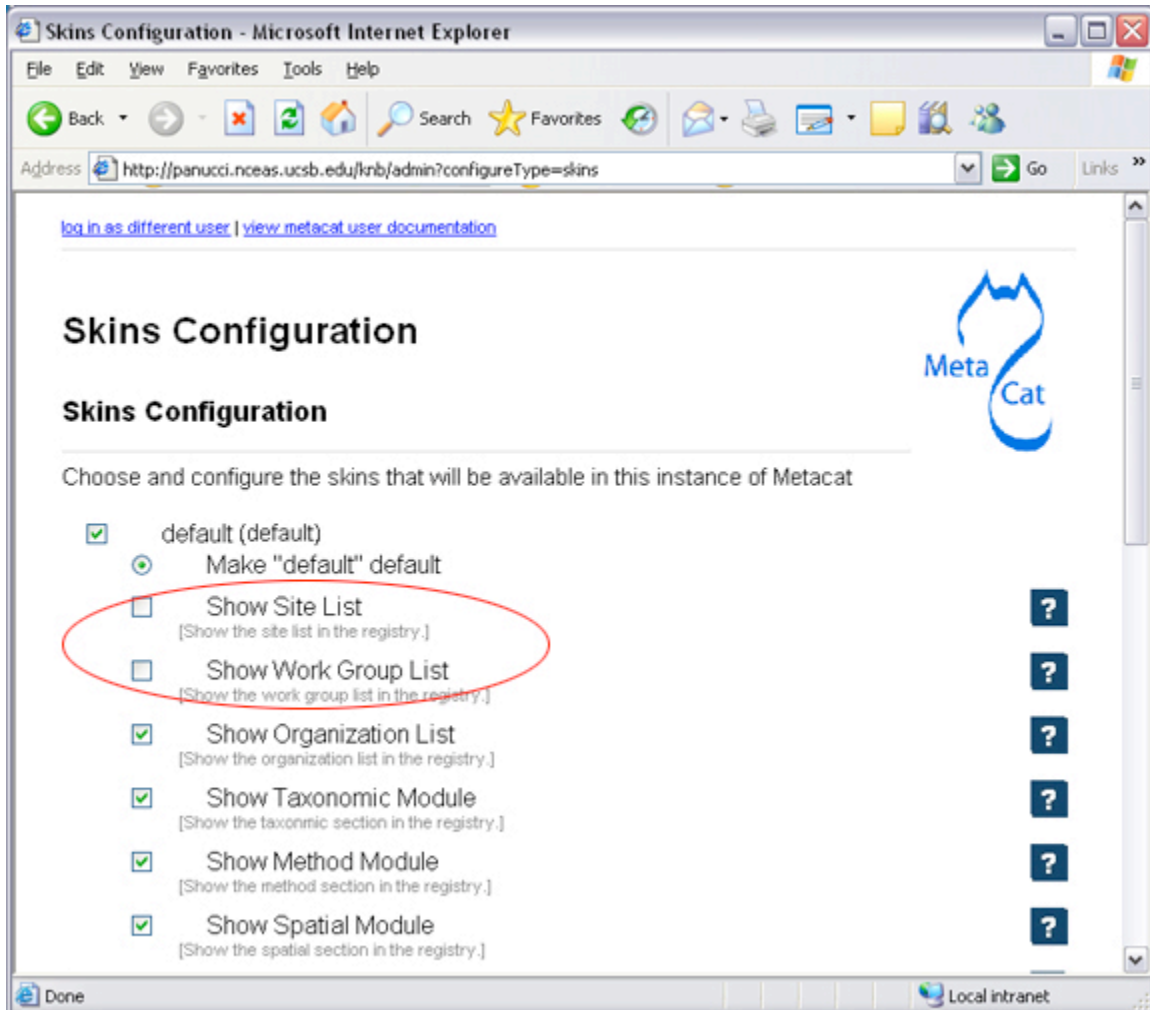 Skins Configuration - Microsoft Internet Explorer
File Edit View Favorites Tools Help
Back Search Favorites
Address http://panucci.nceas.ucsb.edu/knb/admin?configureType=skins Go Links »
log in as different user | view metacat user documentation
Meta
Cat
Skins Configuration
Skins Configuration
Choose and configure the skins that will be available in this instance of Metacat
default (default)
Make "default" default
Show Site List ?
[Show the site list in the registry.]
Show Work Group List ?
[Show the work group list in the registry.]
Show Organization List ?
[Show the organization list in the registry.]
Show Taxonomic Module ?
[Show the taxonmic section in the registry.]
Show Method Module ?
[Show the method section in the registry.]
Show Spatial Module ?
[Show the spatial section in the registry.]
Done Local intranet